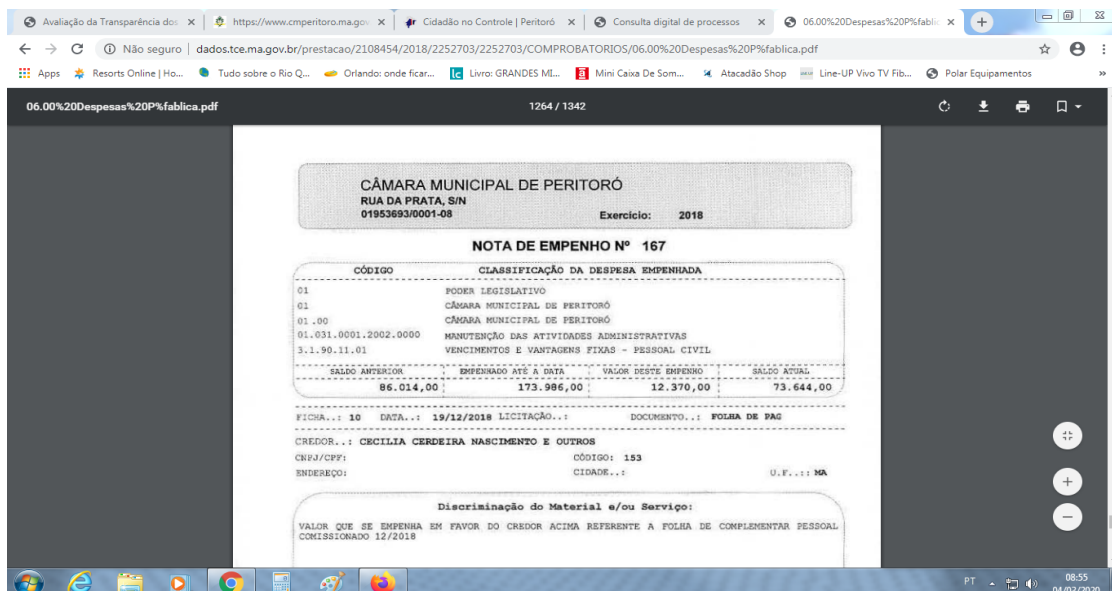 Avaliação da Transparência dos
https://www.cmperitoro.ma.gov
Cidadão no Controle | Peritoró
Consulta digital de processos
06.00%20Despesas%20P%fablic
Não seguro | dados.tce.ma.gov.br/prestacao/2108454/2018/2252703/2252703/COMPROBATORIOS/06.00%20Despesas%20P%fablica.pdf
Apps Resorts Online | Ho... Tudo sobre o Rio Q... Orlando: onde ficar... Livro: GRANDES MI... Mini Caixa De Som... Atacadão Shop Line-UP Vivo TV Fib... Polar Equipamentos »
06.00%20Despesas%20P%fablica.pdf 1264 / 1342
CÂMARA MUNICIPAL DE PERITORÓ
RUA DA PRATA, S/N
01953693/0001-08 Exercício: 2018
NOTA DE EMPENHO Nº 167
CÓDIGO CLASSIFICAÇÃO DA DESPESA EMPENHADA
01 PODER LEGISLATIVO
01 CÂMARA MUNICIPAL DE PERITORÓ
01.00 CÂMARA MUNICIPAL DE PERITORÓ
01.031.0001.2002.0000 MANUTENÇÃO DAS ATIVIDADES ADMINISTRATIVAS
3.1.90.11.01 VENCIMENTOS E VANTAGENS FIXAS - PESSOAL CIVIL
SALDO ANTERIOR EMPENHADO ATÉ A DATA VALOR DESTE EMPENHO SALDO ATUAL
86.014,00 173.986,00 12.370,00 73.644,00
FICHA..: 10 DATA..: 19/12/2018 LICITAÇÃO..: DOCUMENTO..: FOLHA DE PAG
CREDOR..: CECILIA CERDEIRA NASCIMENTO E OUTROS
CNPJ/CPF: CÓDIGO: 153
ENDEREÇO: CIDADE..: U.F..: MA
Discriminação do Material e/ou Serviço:
VALOR QUE SE EMPENHA EM FAVOR DO CREDOR ACIMA REFERENTE A FOLHA DE COMPLEMENTAR PESSOAL
COMISSIONADO 12/2018
PT 08:55
04/02/2020